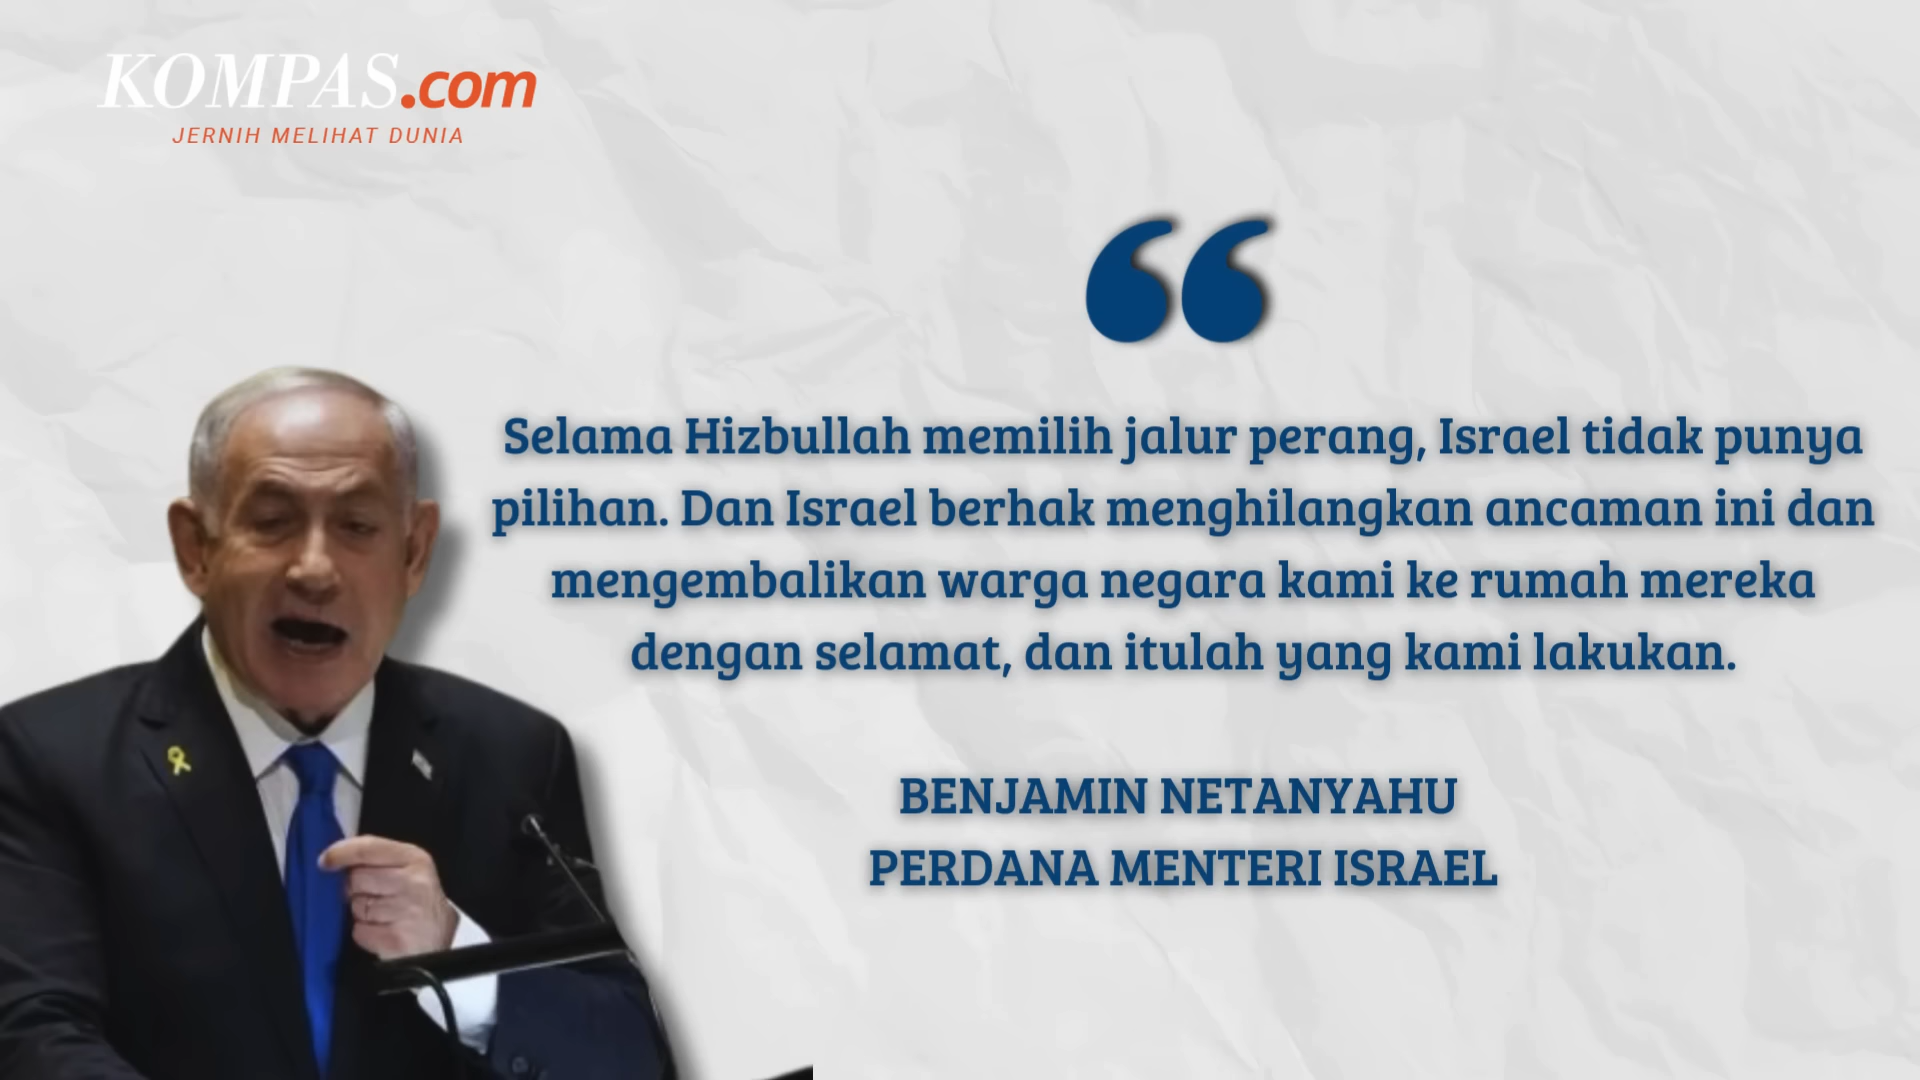 KOMPAS.com
JERNIH MELIHAT DUNIA
“
Selama Hizbullah memilih jalur perang, Israel tidak punya
pilihan. Dan Israel berhak menghilangkan ancaman ini dan
mengembalikan warga negara kami ke rumah mereka
dengan selamat, dan itulah yang kami lakukan.
BENJAMIN NETANYAHU
PERDANA MENTERI ISRAEL